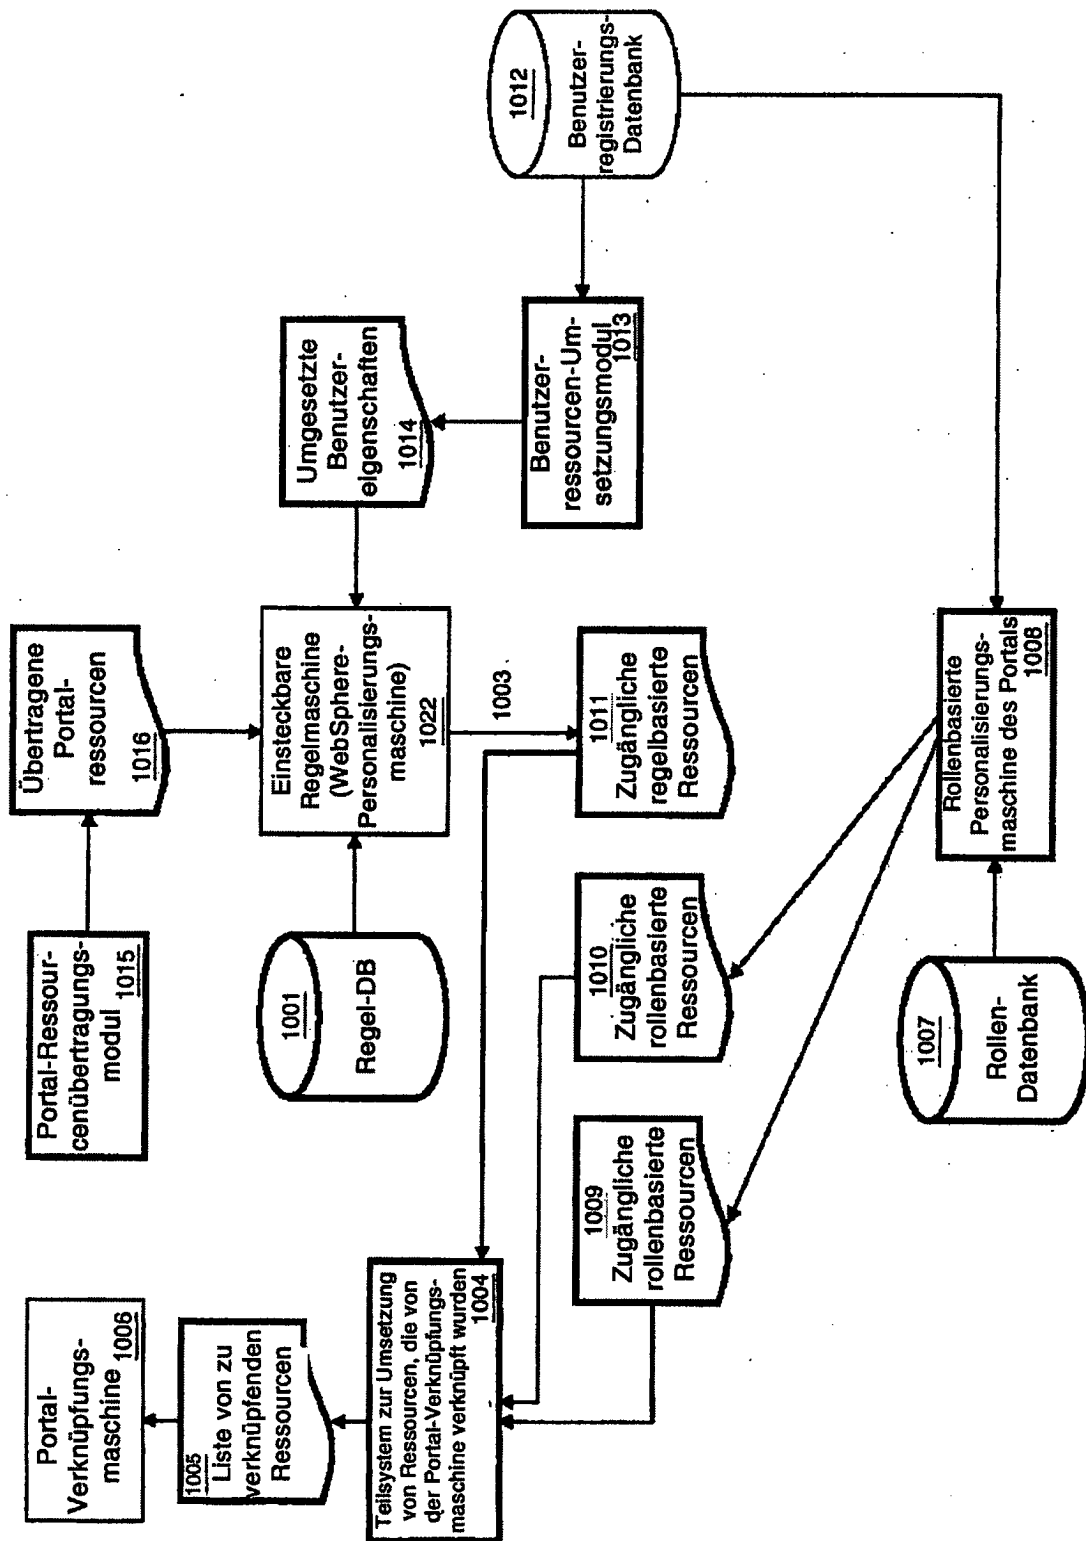 Portal-
Verknüpfungs-
maschine 1006
1005
Liste von zu
verknüpfenden
Ressourcen
Teilsystem zur Umsetzung
von Ressourcen, die von
der Portal-Verknüpfungs-
maschine verknüpft wurden
1004
Portal-Ressour-
cenübertragungs-
modul 1015
Übertragene
Portal-
ressourcen
1016
1001
Regel-DB
Einsteckbare
Regelmaschine
(WebSphere-
Personalisierungs-
maschine)
1022
1003
Umgesetzte
Benutzer-
eigenschaften
1014
Benutzer-
ressourcen-Um-
setzungsmodul
1013
1012
Benutzer-
registrierungs-
Datenbank
1009
Zugängliche
rollenbasierte
Ressourcen
1010
Zugängliche
rollenbasierte
Ressourcen
1011
Zugängliche
regelbasierte
Ressourcen
1007
Rollen-
Datenbank
Rollenbasierte
Personalisierungs-
maschine des Portals
1008